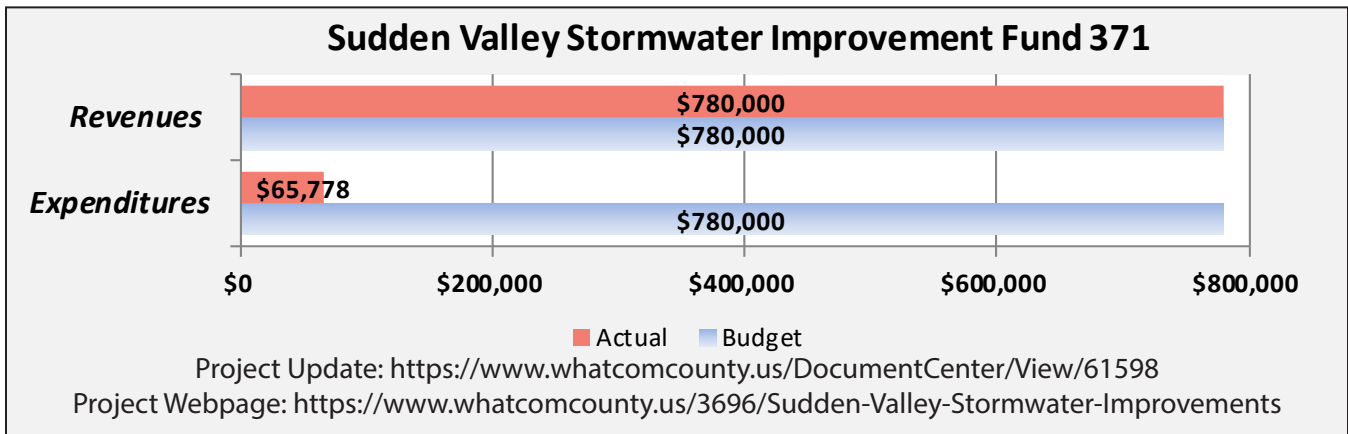 Sudden Valley Stormwater Improvement Fund 371
Revenues
$780,000
$780,000
Expenditures
$65,778
$780,000
$0 $200,000 $400,000 $600,000 $800,000
Actual Budget
Project Update: https://www.whatcomcounty.us/DocumentCenter/View/61598
Project Webpage: https://www.whatcomcounty.us/3696/Sudden-Valley-Stormwater-Improvements